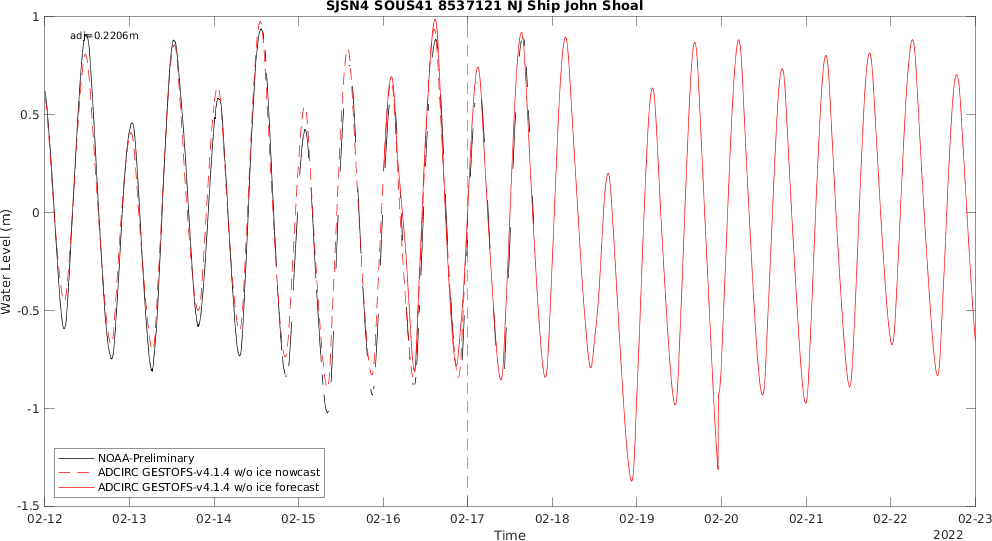 SJSN4 SOUS41 8537121 NJ Ship John Shoal
adj=0.2206m
1
0.5
0
-0.5
-1
-1.5
Water Level (m)
NOAA-Preliminary
ADCIRC GESTOFS-v4.1.4 w/o ice nowcast
ADCIRC GESTOFS-v4.1.4 w/o ice forecast
02-12 02-13 02-14 02-15 02-16 02-17 02-18 02-19 02-20 02-21 02-22 02-23
Time
2022